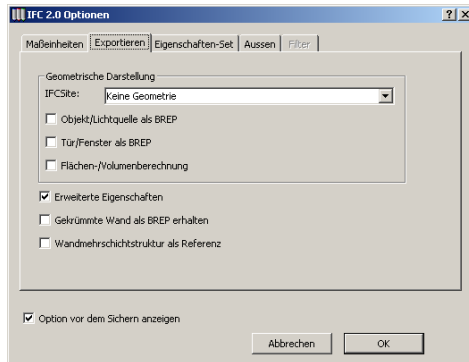 IFC 2.0 Optionen
Maßeinheiten Exportieren Eigenschaften-Set Aussen Filter
Geometrische Darstellung
IFCSite: Keine Geometrie
Objekt/Lichtquelle als BREP
Tür/Fenster als BREP
Flächen-/Volumenberechnung
Erweiterte Eigenschaften
Gekrümmte Wand als BREP erhalten
Wandmehrschichtstruktur als Referenz
Option vor dem Sichern anzeigen
Abbrechen OK